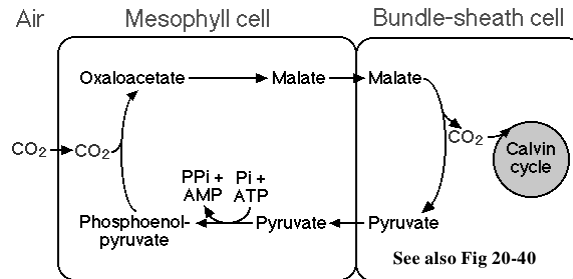 Air
Mesophyll cell
Bundle-sheath cell
Oxaloacetate
Malate
Malate
CO₂
CO₂
CO₂
Calvin
cycle
PPi +
AMP
Pi +
ATP
Phosphoenol-
pyruvate
Pyruvate
Pyruvate
See also Fig 20-40